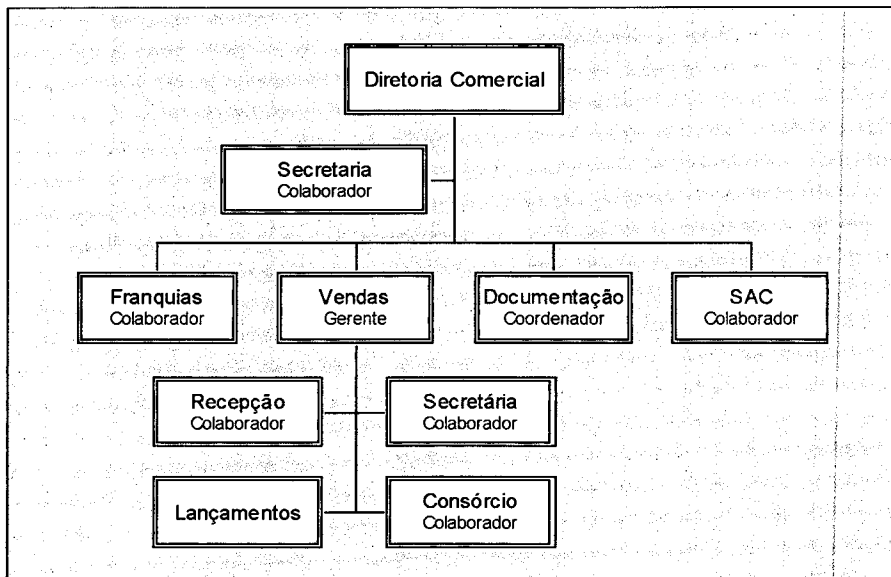 Diretoria Comercial
Secretaria
Colaborador
Franquias
Colaborador
Vendas
Gerente
Documentação
Coordenador
SAC
Colaborador
Recepção
Colaborador
Secretária
Colaborador
Lançamentos
Consórcio
Colaborador